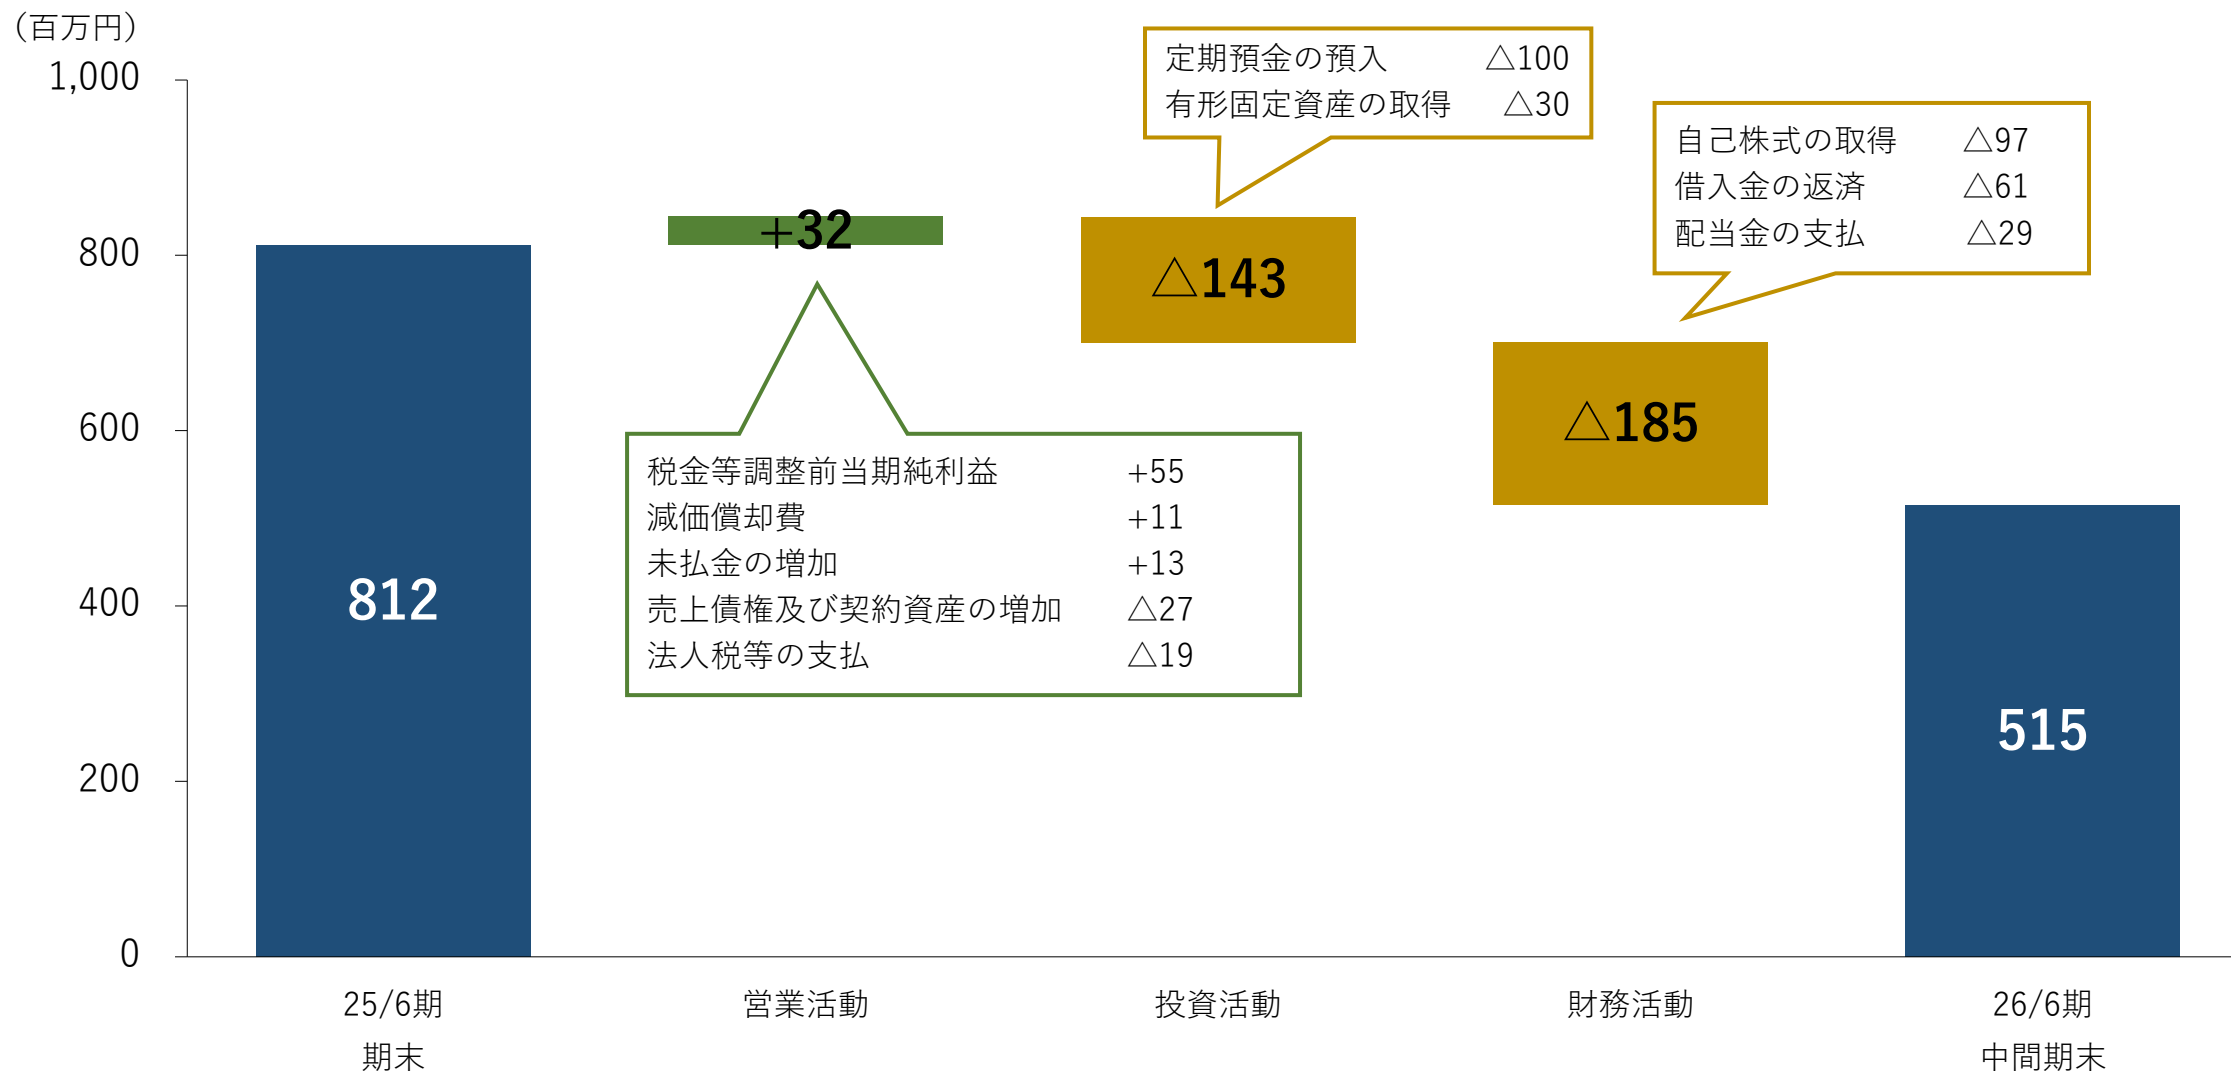 （百万円）
1,000
800
600
400
200
0
812
+32
△143
△185
515
定期預金の預入 △100
有形固定資産の取得 △30
自己株式の取得 △97
借入金の返済 △61
配当金の支払 △29
税金等調整前当期純利益 +55
減価償却費 +11
未払金の増加 +13
売上債権及び契約資産の増加 △27
法人税等の支払 △19
25/6期
期末
営業活動
投資活動
財務活動
26/6期
中間期末